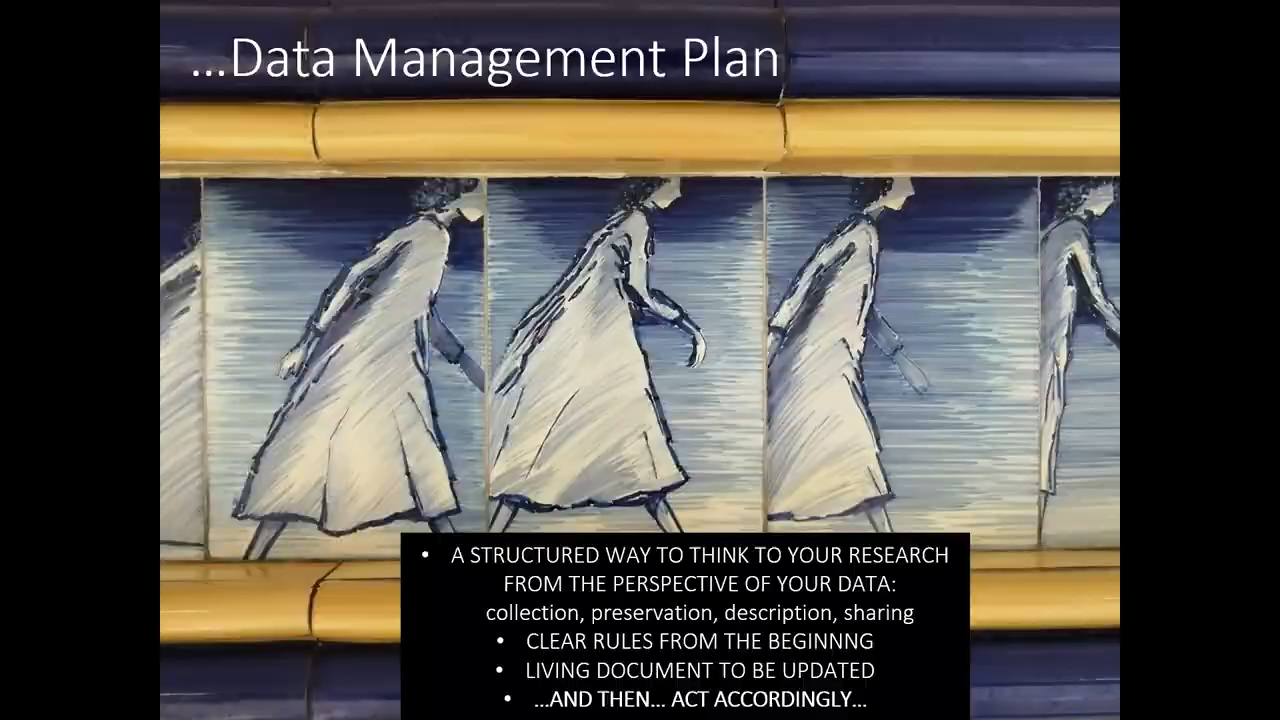 ...Data Management Plan
• A STRUCTURED WAY TO THINK TO YOUR RESEARCH
FROM THE PERSPECTIVE OF YOUR DATA:
collection, preservation, description, sharing
• CLEAR RULES FROM THE BEGINNNG
• LIVING DOCUMENT TO BE UPDATED
• ...AND THEN... ACT ACCORDINGLY...